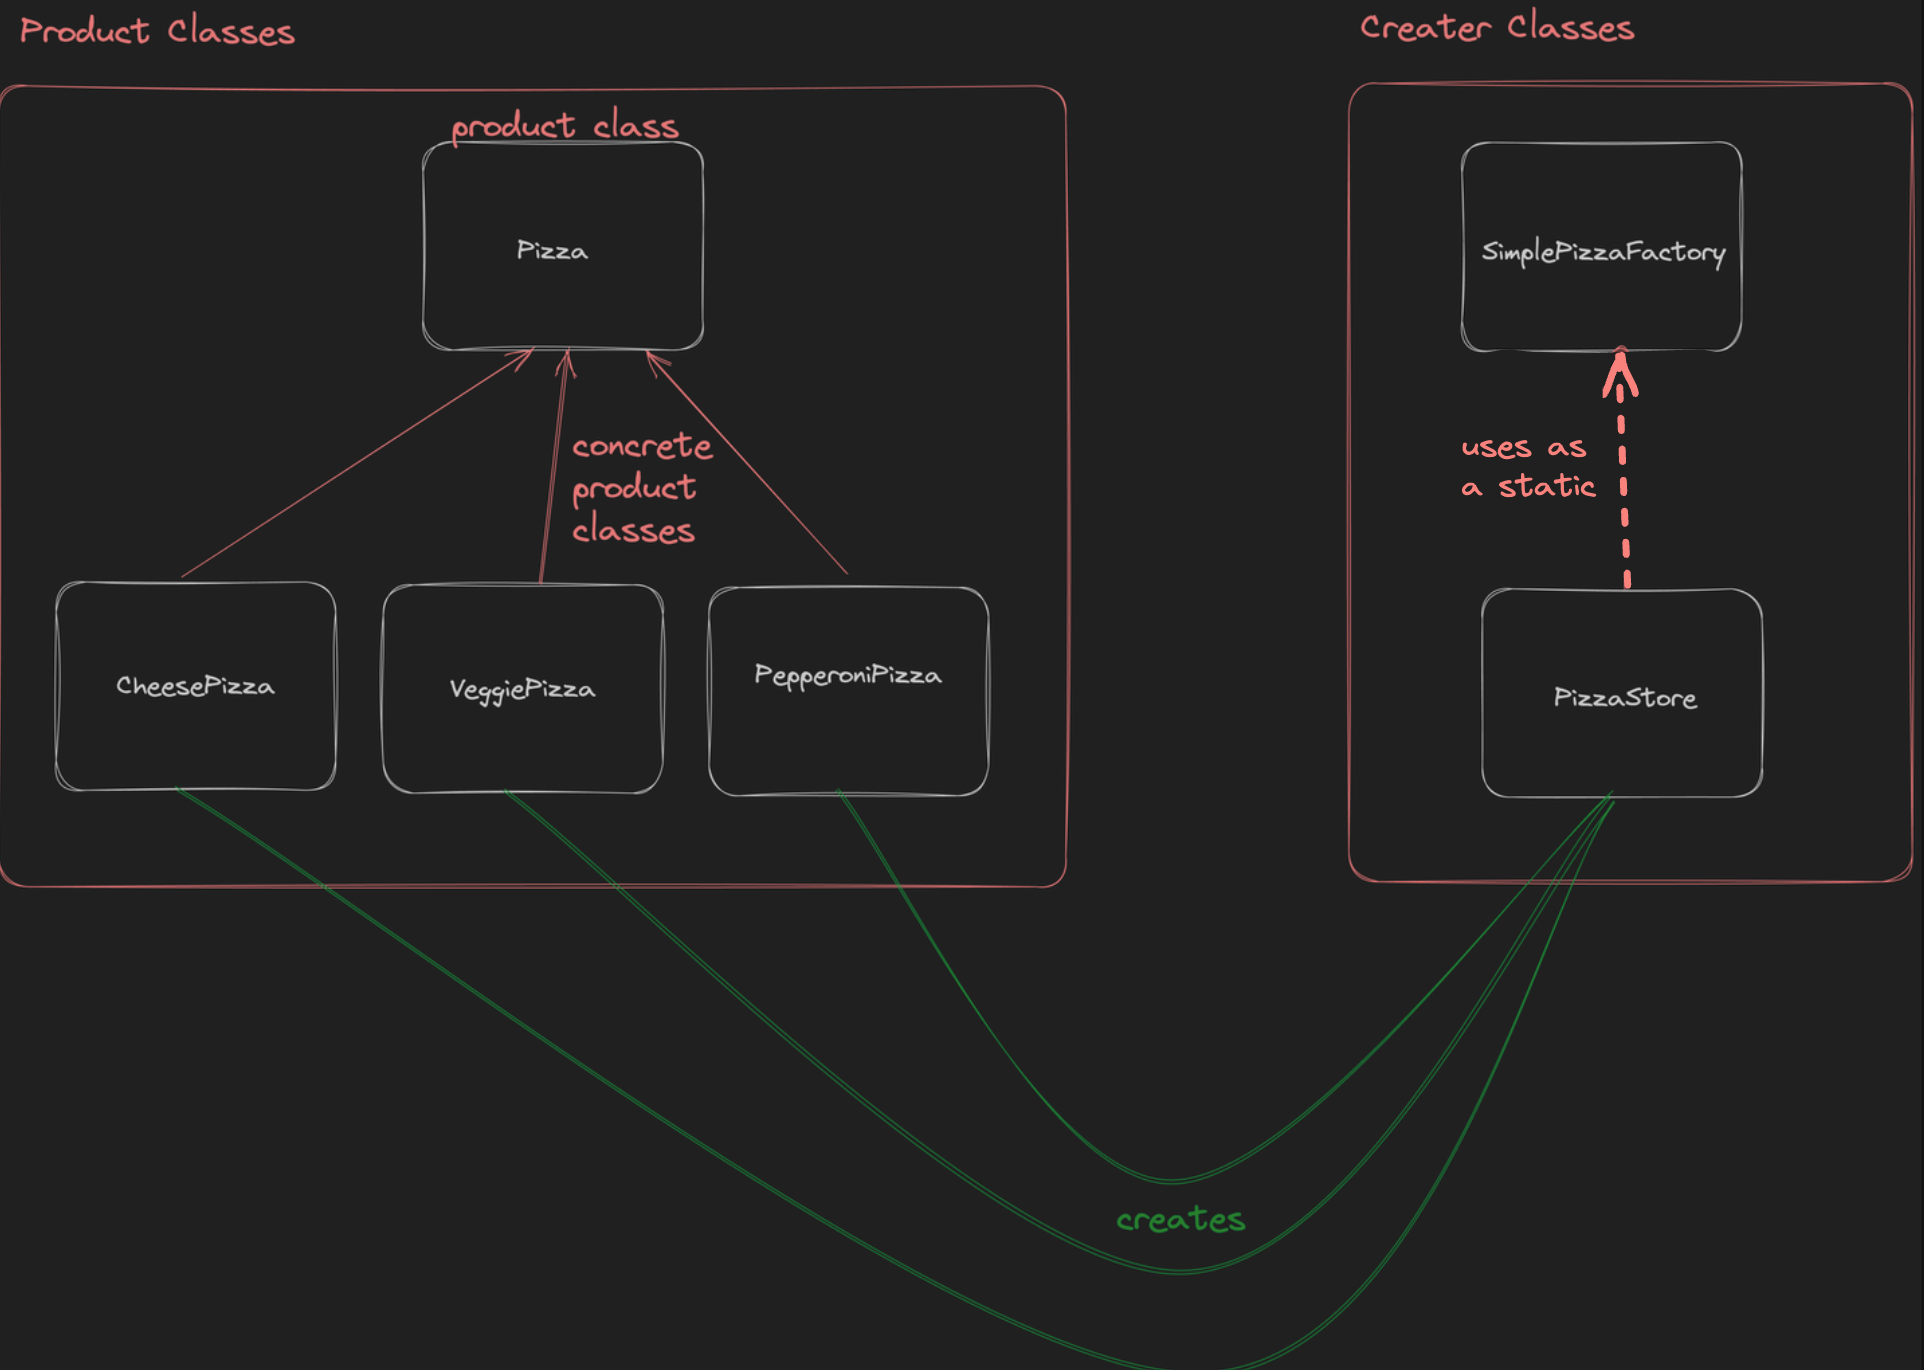 Product Classes
Creater Classes
product class
Pizza
SimplePizzaFactory
concrete
product
classes
uses as
a static
CheesePizza
VeggiePizza
PepperoniPizza
PizzaStore
creates